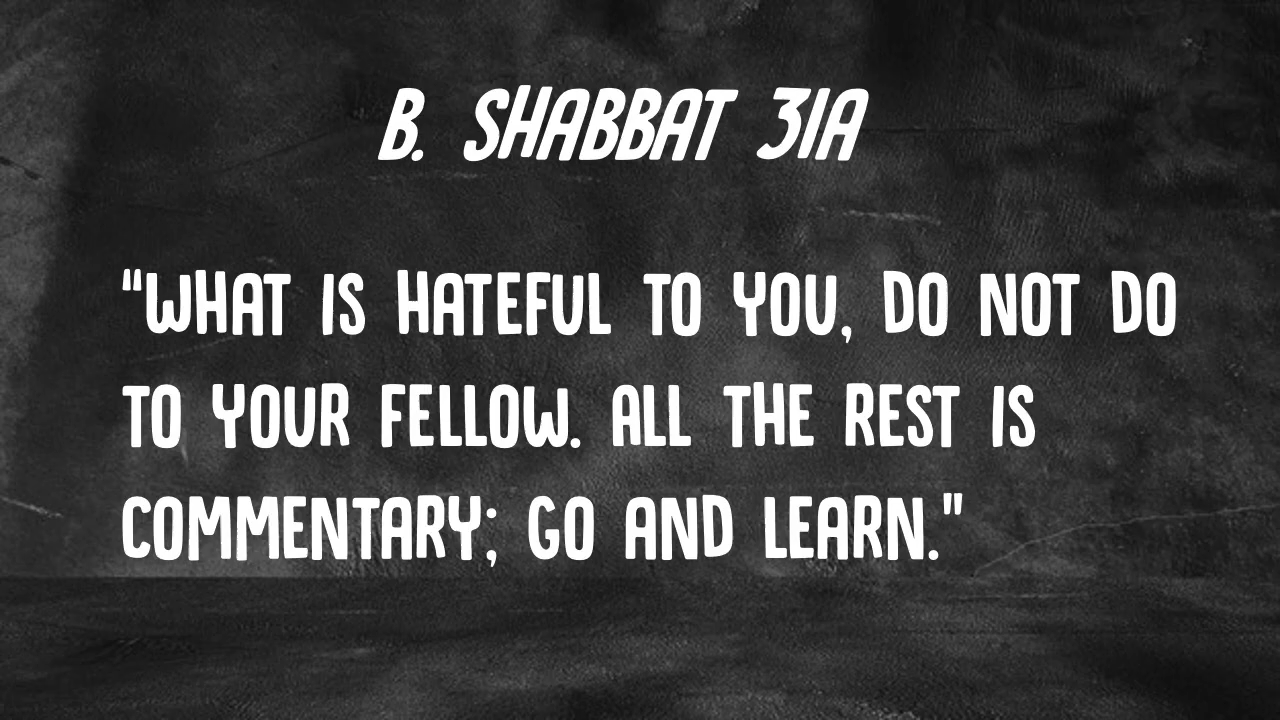 B. SHABBAT 31A
"WHAT IS HATEFUL TO YOU, DO NOT DO
TO YOUR FELLOW. ALL THE REST IS
COMMENTARY; GO AND LEARN."